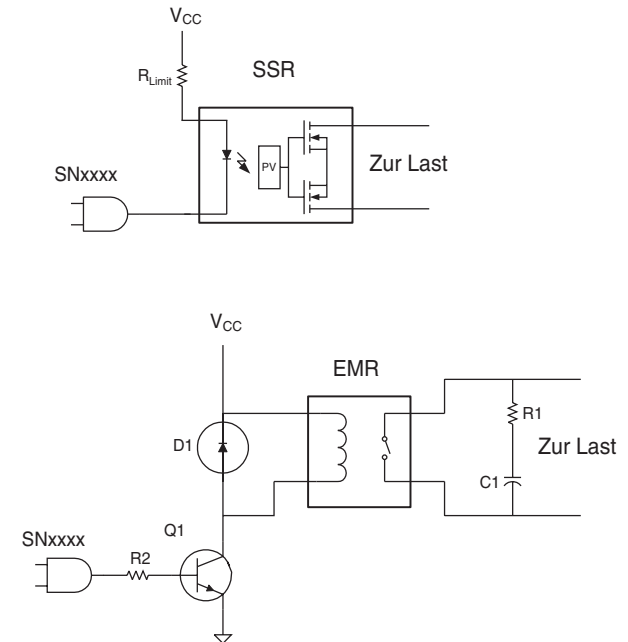 VCC
RLimit
SSR
PV
SNxxxx
Zur Last
VCC
EMR
D1
R1
Zur Last
C1
Q1
SNxxxx
R2